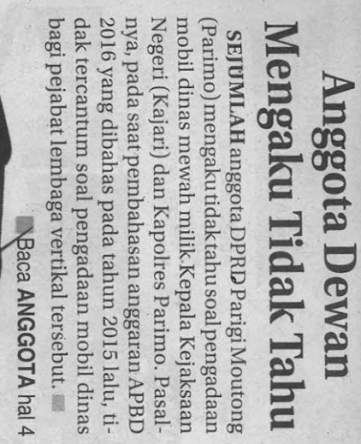 Anggota Dewan
Mengaku Tidak Tahu
SEJUMLAH anggota DPRD Parigi Moutong
(Parimo) mengaku tidak tahu soal pengadaan
mobil dinas mewah milik Kepala Kejaksaan
Negeri (Kajari) dan Kapolres Parimo. Pasal-
nya, pada saat pembahasan anggaran APBD
2016 yang dibahas pada tahun 2015 lalu, ti-
dak tercantum soal pengadaan mobil dinas
bagi pejabat lembaga vertikal tersebut.
Baca ANGGOTA hal 4